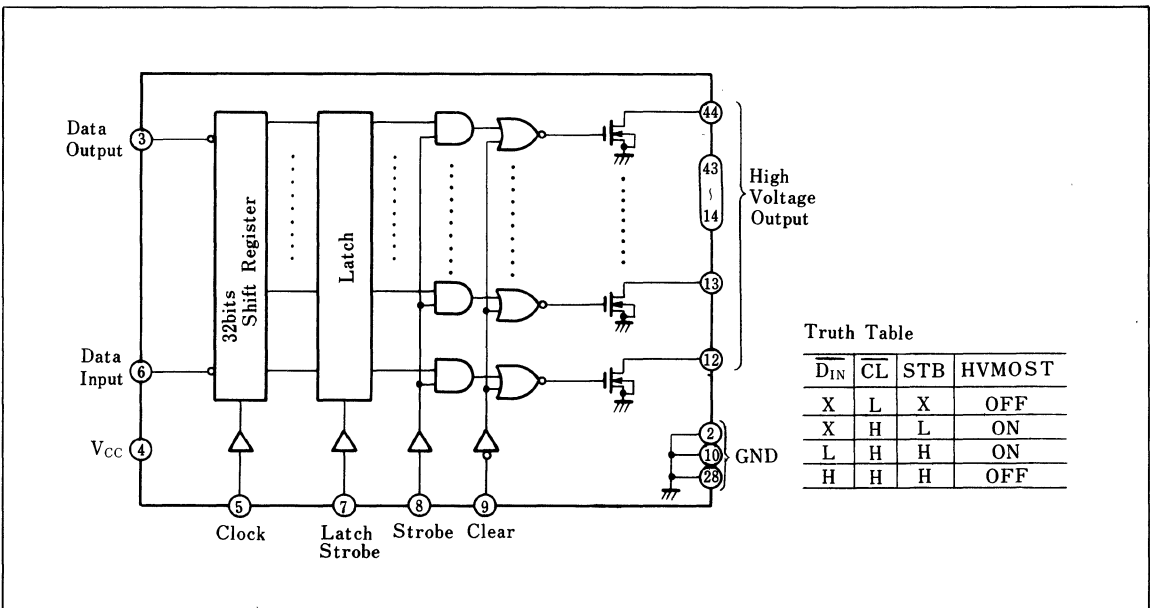 Data
Output
3
Data
Input
6
VCC 4
32bits
Shift Register
Latch
44
43
~
14
13
12
High
Voltage
Output
2
10
28
GND
5
7
8
9
Clock
Latch
Strobe
Strobe
Clear
Truth Table
D̅I̅N̅ C̅L̅ STB HVMOST
X L X OFF
X H L ON
L H H ON
H H H OFF